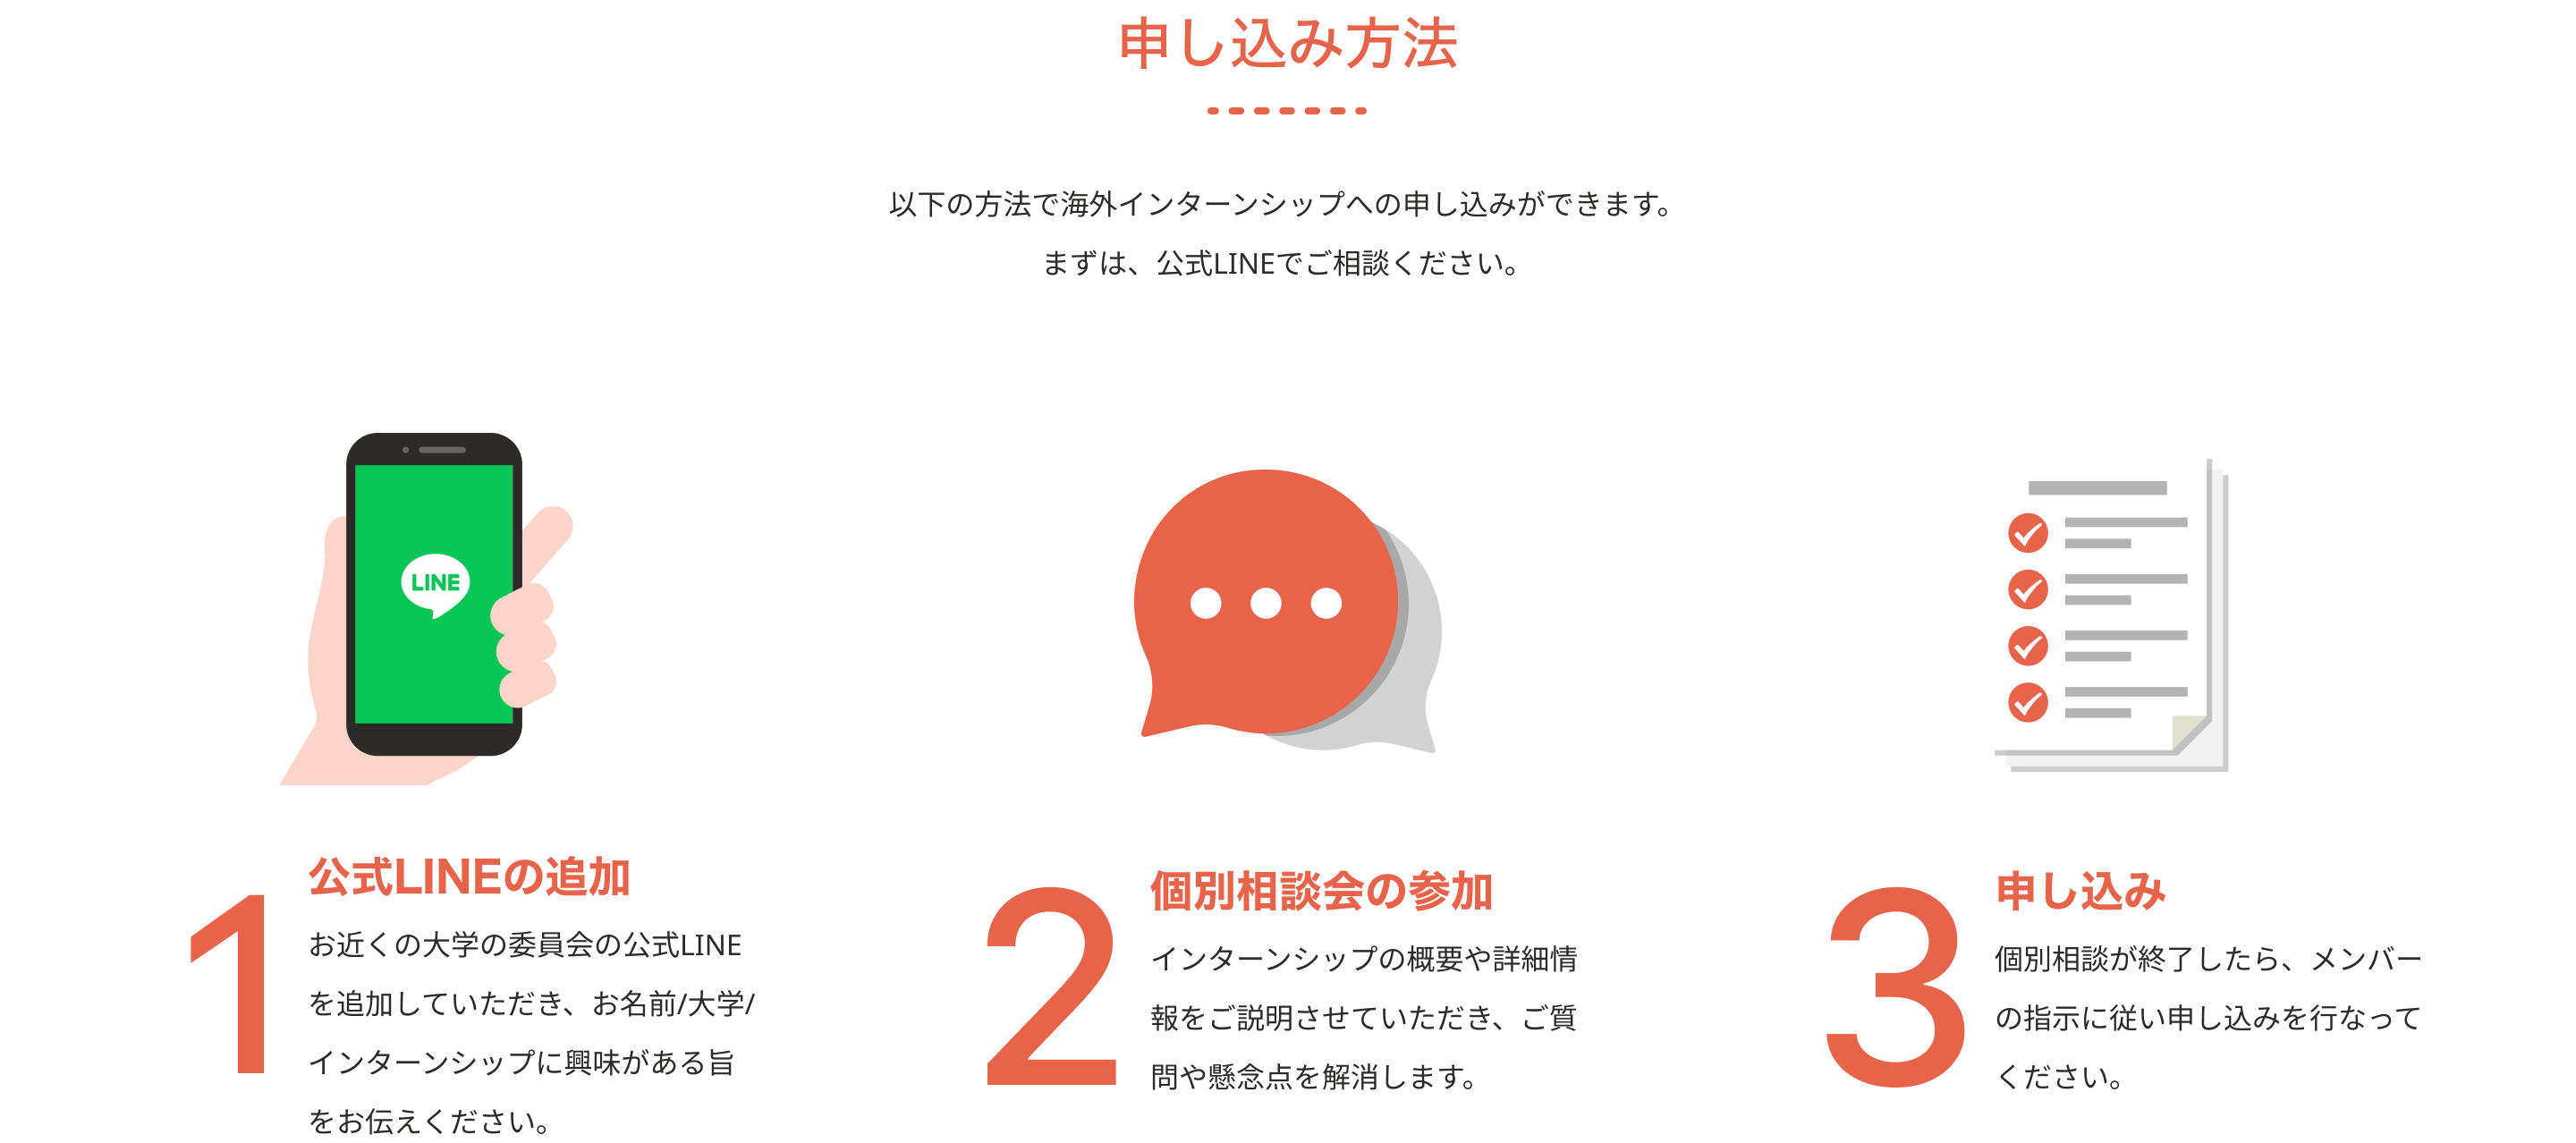 申し込み方法
以下の方法で海外インターンシップへの申し込みができます。
まずは、公式LINEでご相談ください。
LINE
1
公式LINEの追加
お近くの大学の委員会の公式LINE
を追加していただき、お名前/大学/
インターンシップに興味がある旨
をお伝えください。
2
個別相談会の参加
インターンシップの概要や詳細情
報をご説明させていただき、ご質
問や懸念点を解消します。
3
申し込み
個別相談が終了したら、メンバー
の指示に従い申し込みを行なって
ください。